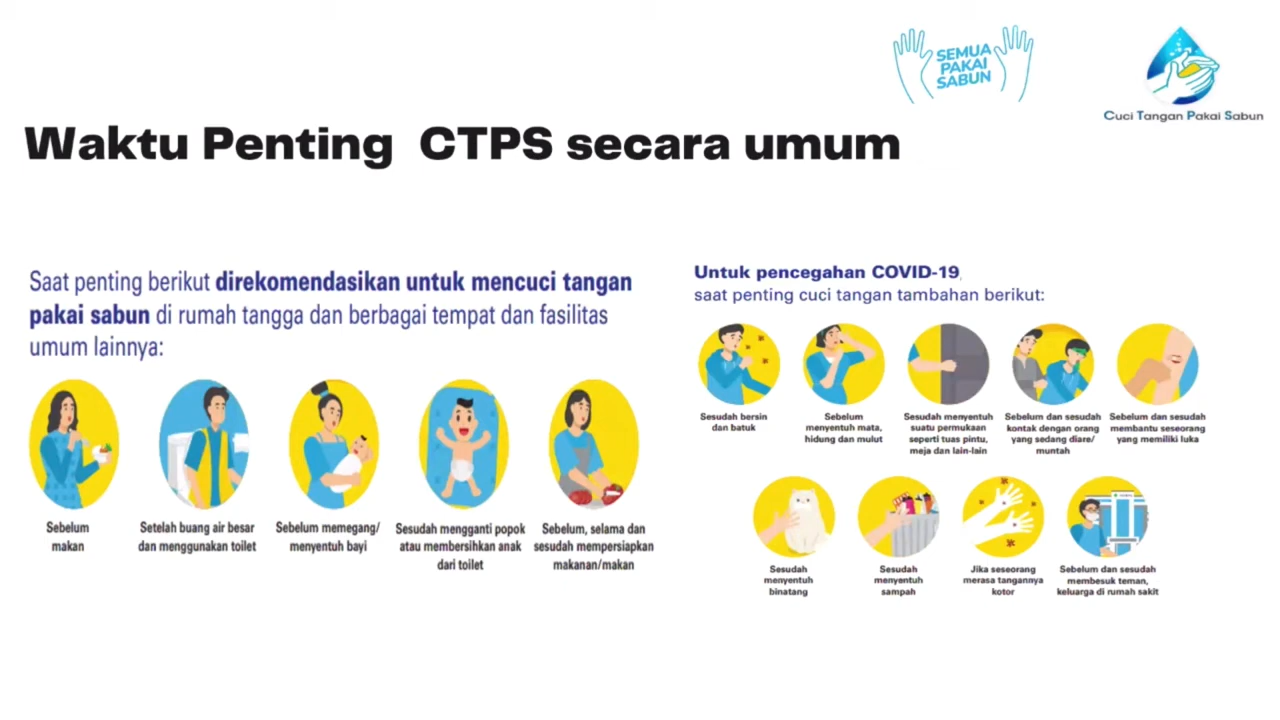 SEMUA
PAKAI
SABUN
Cuci Tangan Pakai Sabun
Waktu Penting CTPS secara umum
Saat penting berikut direkomendasikan untuk mencuci tangan
pakai sabun di rumah tangga dan berbagai tempat dan fasilitas
umum lainnya:
Sebelum
makan
Setelah buang air besar
dan menggunakan toilet
Sebelum memegang/
menyentuh bayi
Sesudah mengganti popok
atau membersihkan anak
dari toilet
Sebelum, selama dan
sesudah mempersiapkan
makanan/makan
Untuk pencegahan COVID-19,
saat penting cuci tangan tambahan berikut:
Sesudah bersin
dan batuk
Sebelum
menyentuh mata,
hidung dan mulut
Sesudah menyentuh
suatu permukaan
seperti tuas pintu,
meja dan lain-lain
Sebelum dan sesudah
kontak dengan orang
yang sedang diare/
muntah
Sebelum dan sesudah
membantu seseorang
yang memiliki luka
Sesudah
menyentuh
binatang
Sesudah
menyentuh
sampah
Jika seseorang
merasa tangannya
kotor
Sebelum dan sesudah
membesuk teman,
keluarga di rumah sakit